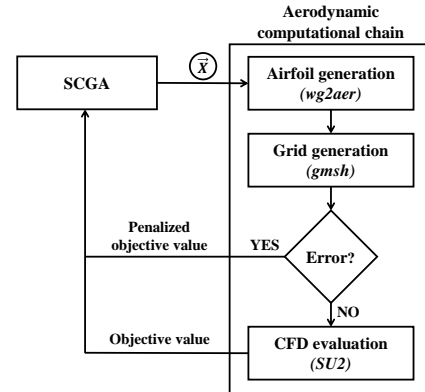 Aerodynamic
computational chain
X
SCGA
Airfoil generation
(wg2aer)
Grid generation
(gmsh)
Penalized
objective value
YES
Error?
NO
Objective value
CFD evaluation
(SU2)